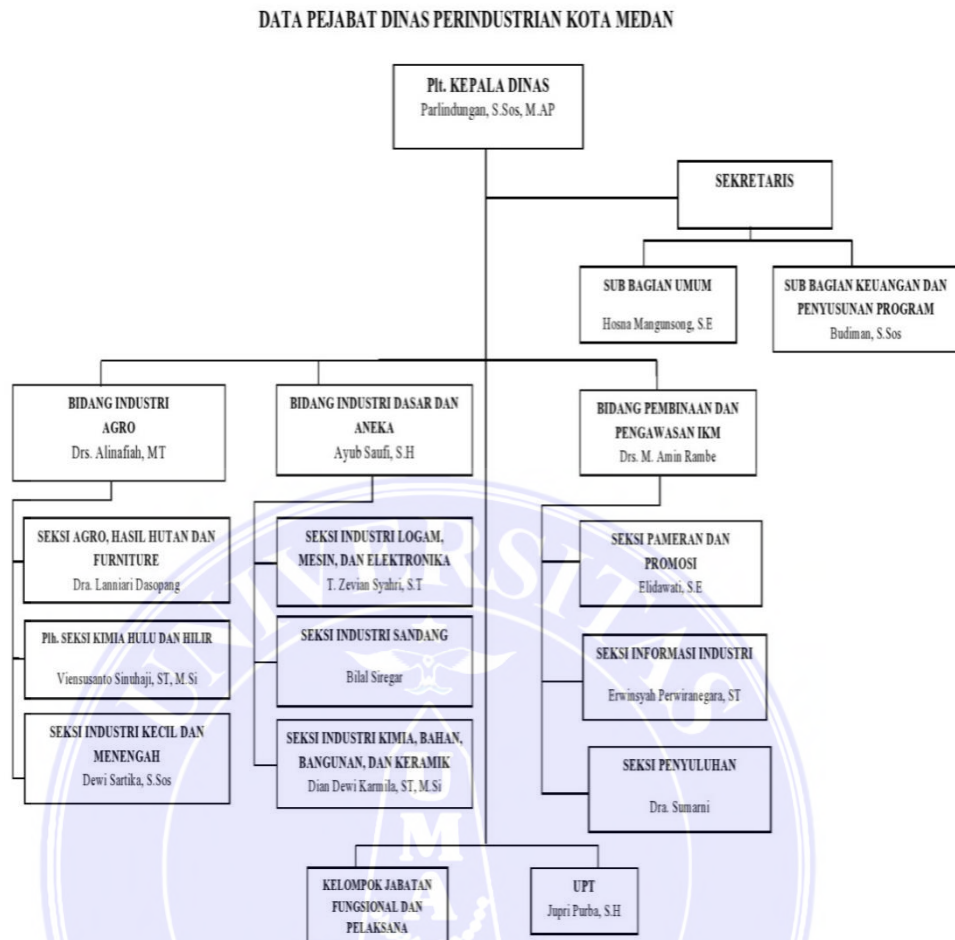 DATA PEJABAT DINAS PERINDUSTRIAN KOTA MEDAN
Plt. KEPALA DINAS
Parlindungan, S.Sos, M.AP
SEKRETARIS
SUB BAGIAN UMUM
Hosna Mangunsong, S.E
SUB BAGIAN KEUANGAN DAN
PENYUSUNAN PROGRAM
Budiman, S.Sos
BIDANG INDUSTRI
AGRO
Drs. Alinafiah, MT
BIDANG INDUSTRI DASAR DAN
ANEKA
Ayub Saufi, S.H
BIDANG PEMBINAAN DAN
PENGAWASAN IKM
Drs. M. Amin Rambe
SEKSI AGRO, HASIL HUTAN DAN
FURNITURE
Dra. Lanniari Dasopang
Plh. SEKSI KIMIA HULU DAN HILIR
Viensusanto Sinuhaji, ST, M.Si
SEKSI INDUSTRI KECIL DAN
MENENGAH
Dewi Sartika, S.Sos
SEKSI INDUSTRI LOGAM,
MESIN, DAN ELEKTRONIKA
T. Zevian Syahri, S.T
SEKSI INDUSTRI SANDANG
Bilal Siregar
SEKSI INDUSTRI KIMIA, BAHAN,
BANGUNAN, DAN KERAMIK
Dian Dewi Karmila, ST, M.Si
SEKSI PAMERAN DAN
PROMOSI
Elidawati, S.E
SEKSI INFORMASI INDUSTRI
Erwinsyah Perwiranegara, ST
SEKSI PENYULUHAN
Dra. Sumarni
KELOMPOK JABATAN
FUNGSIONAL DAN
PELAKSANA
UPT
Jupri Purba, S.H
UNIVERSITAS
UMA